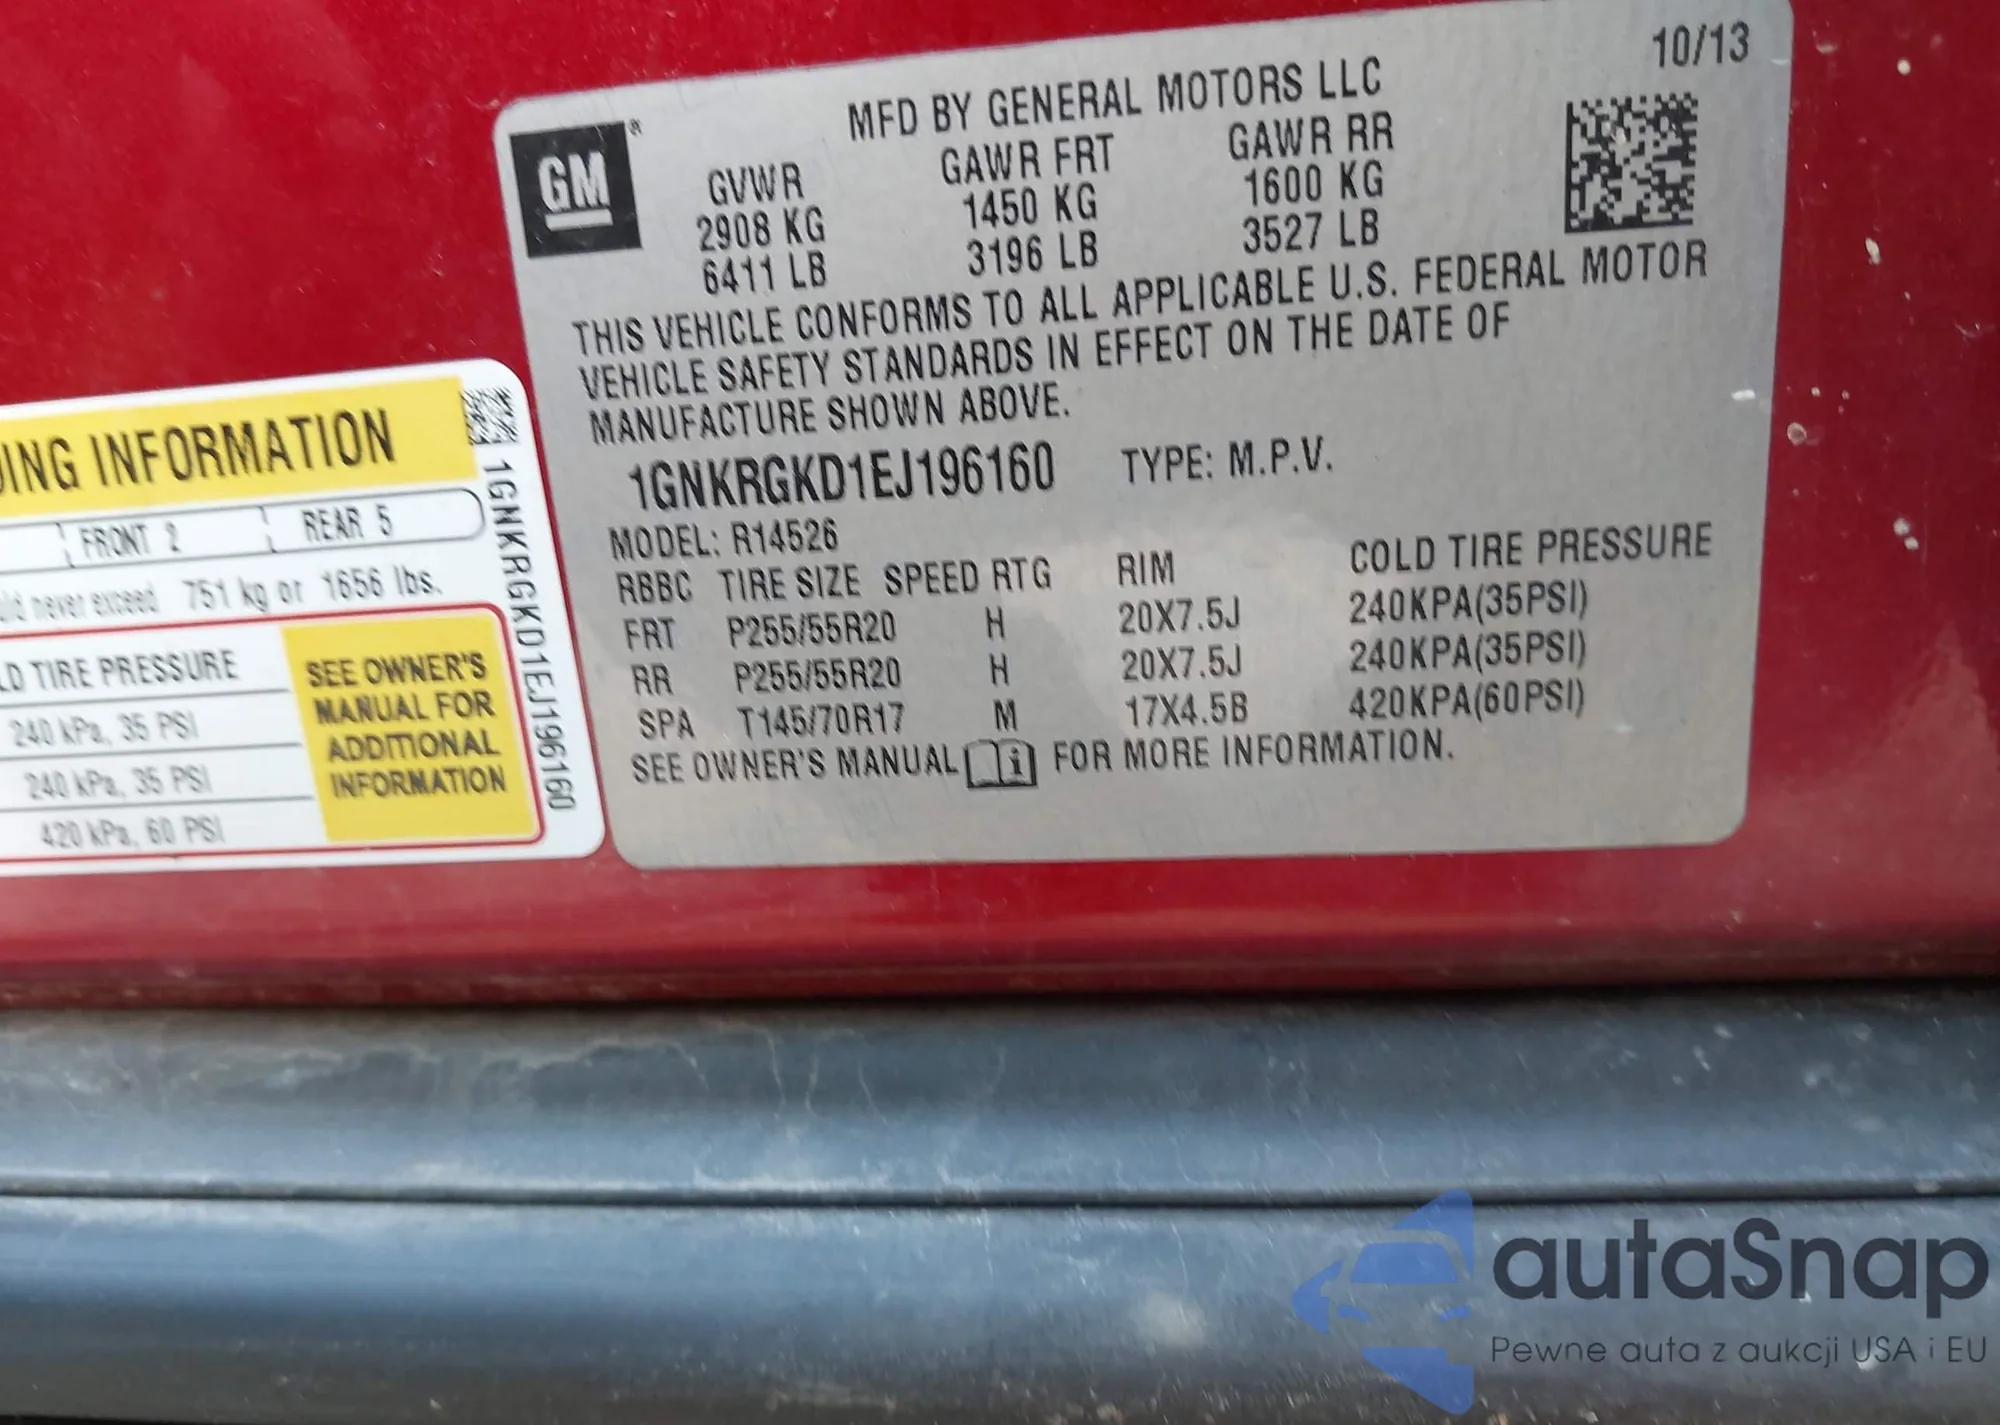 10/13
MFD BY GENERAL MOTORS LLC
GM ®
GVWR GAWR FRT GAWR RR
2908 KG 1450 KG 1600 KG
6411 LB 3196 LB 3527 LB
THIS VEHICLE CONFORMS TO ALL APPLICABLE U.S. FEDERAL MOTOR
VEHICLE SAFETY STANDARDS IN EFFECT ON THE DATE OF
MANUFACTURE SHOWN ABOVE.
1GNKRGKD1EJ196160 TYPE: M.P.V.
MODEL: R14526
RBBC TIRE SIZE SPEED RTG RIM COLD TIRE PRESSURE
FRT P255/55R20 H 20X7.5J 240KPA(35PSI)
RR P255/55R20 H 20X7.5J 240KPA(35PSI)
SPA T145/70R17 M 17X4.5B 420KPA(60PSI)
SEE OWNER'S MANUAL i FOR MORE INFORMATION.
INFORMATION
FRONT 2 REAR 5
never exceed 751 kg or 1656 lbs.
TIRE PRESSURE
240 kPa, 35 PSI
240 kPa, 35 PSI
420 kPa, 60 PSI
SEE OWNER'S
MANUAL FOR
ADDITIONAL
INFORMATION
1GNKRGKD1EJ196160
autaSnap
Pewne auta z aukcji USA i EU